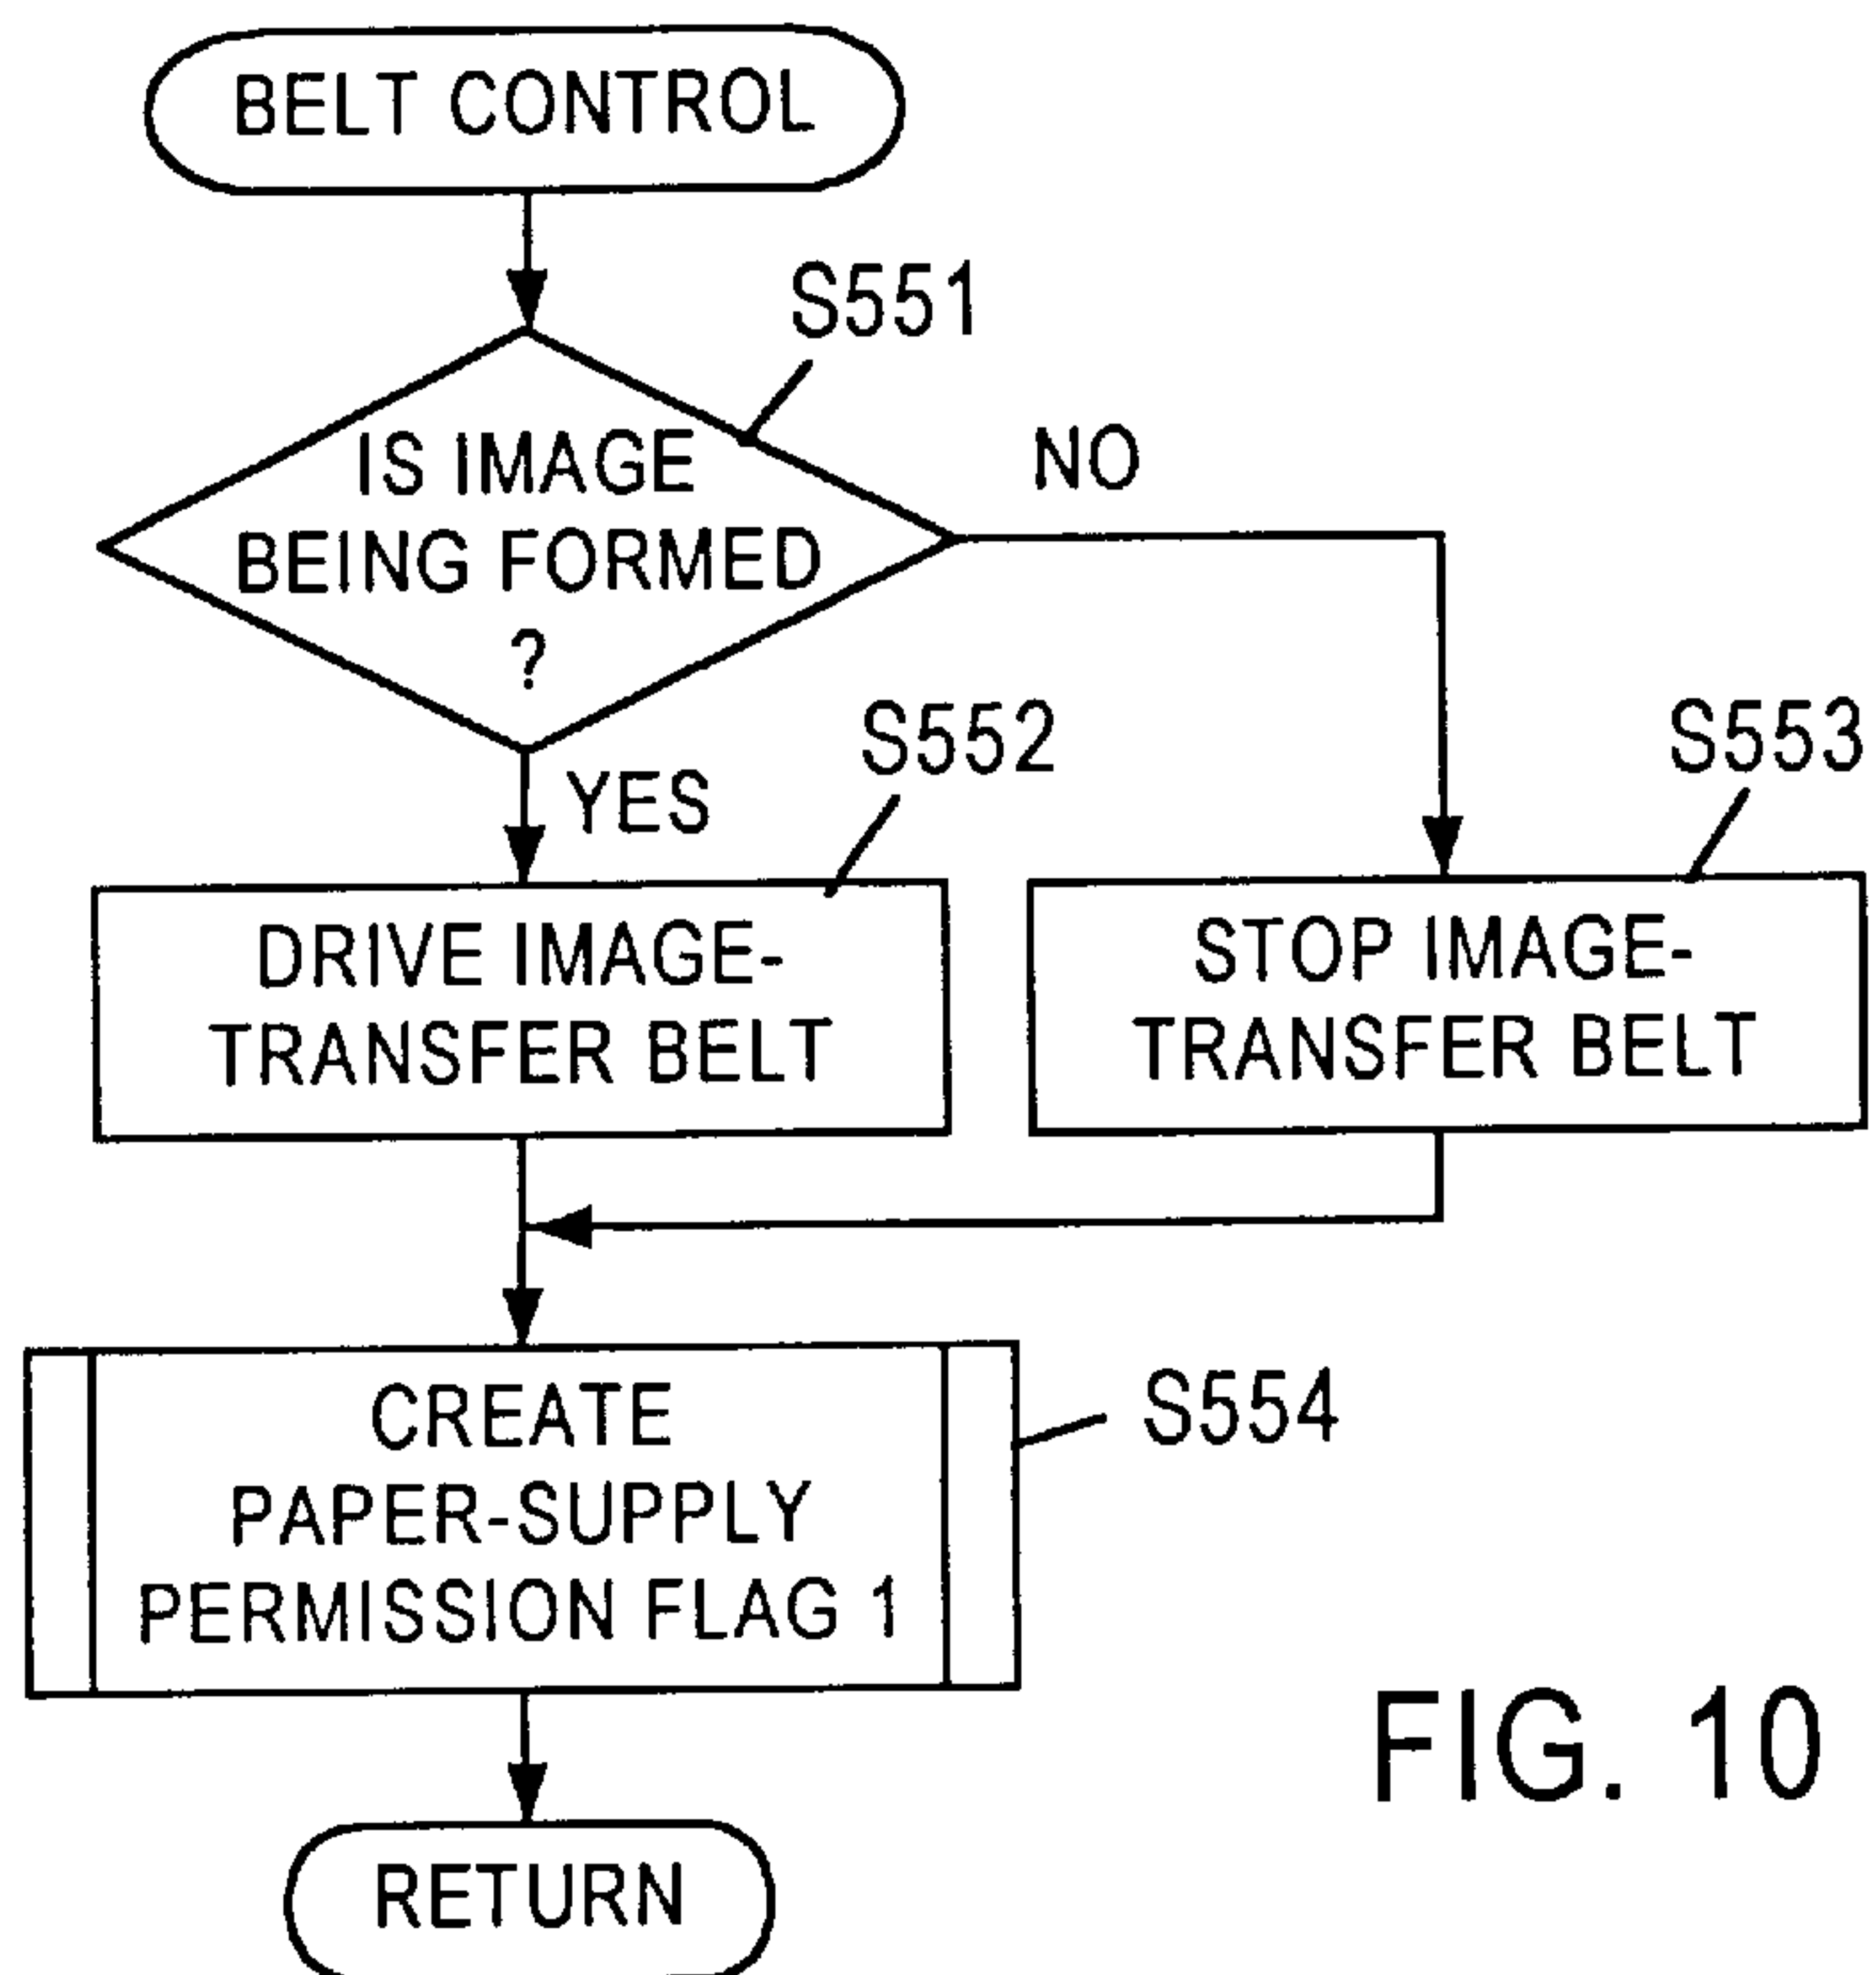 BELT CONTROL
S551
IS IMAGE
BEING FORMED
?
NO
YES
S552
DRIVE IMAGE-
TRANSFER BELT
S553
STOP IMAGE-
TRANSFER BELT
CREATE
PAPER-SUPPLY
PERMISSION FLAG 1
S554
RETURN
FIG. 10